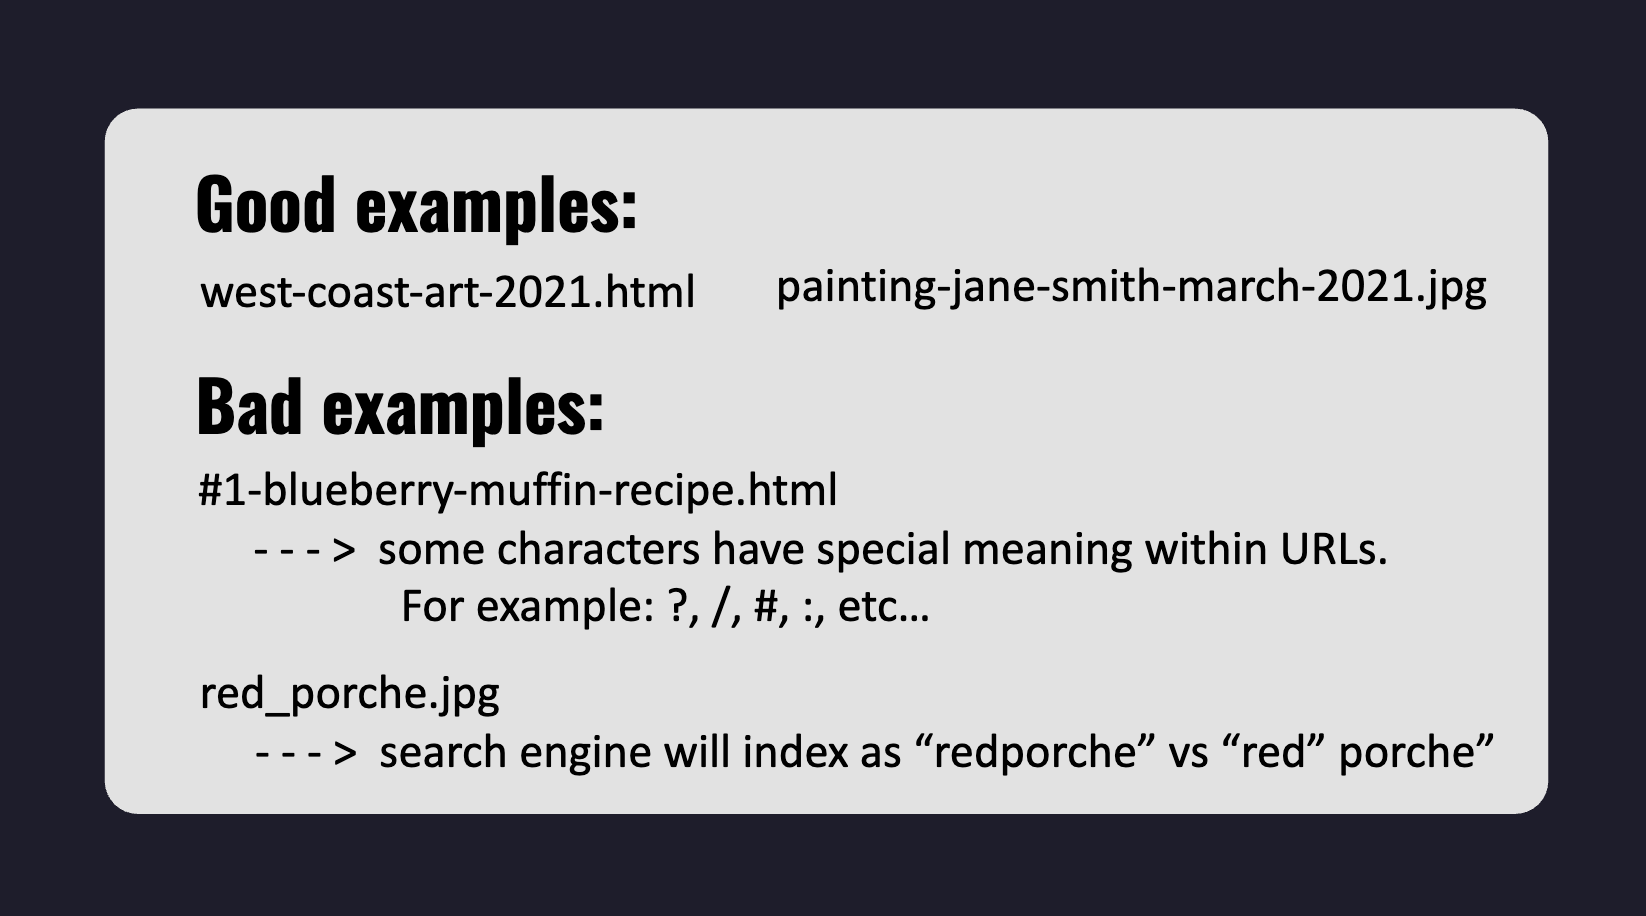 Good examples:
west-coast-art-2021.html painting-jane-smith-march-2021.jpg
Bad examples:
#1-blueberry-muffin-recipe.html
- - - > some characters have special meaning within URLs.
For example: ?, /, #, :, etc...
red_porche.jpg
- - - > search engine will index as “redporche” vs “red” porche”